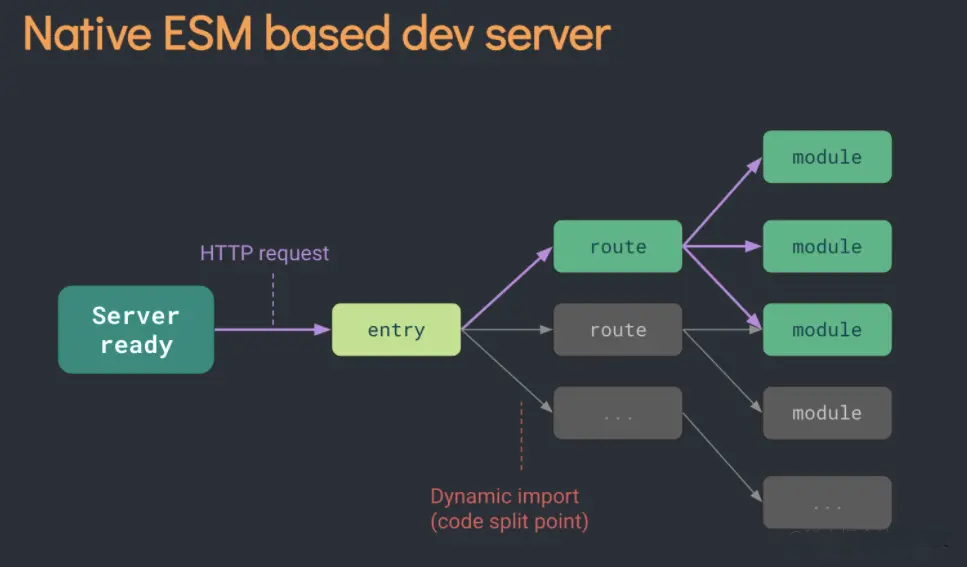 Native ESM based dev server
module
HTTP request
route
module
Server
ready
entry
route
module
...
module
Dynamic import
(code split point)
...